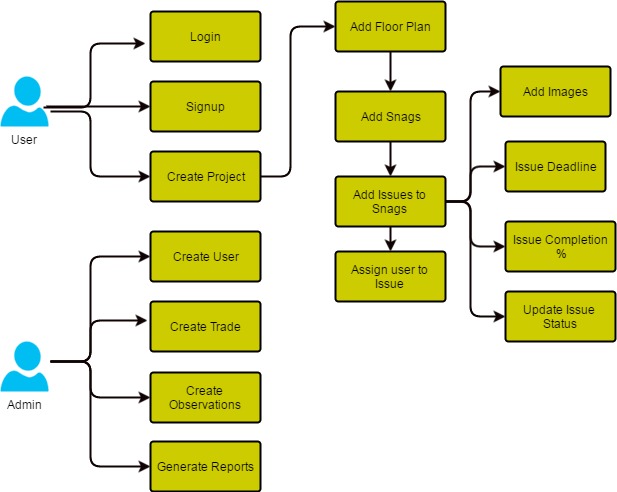 Login
Signup
User
Create Project
Add Floor Plan
Add Snags
Add Issues to
Snags
Assign user to
Issue
Add Images
Issue Deadline
Issue Completion
%
Update Issue
Status
Create User
Create Trade
Admin
Create
Observations
Generate Reports